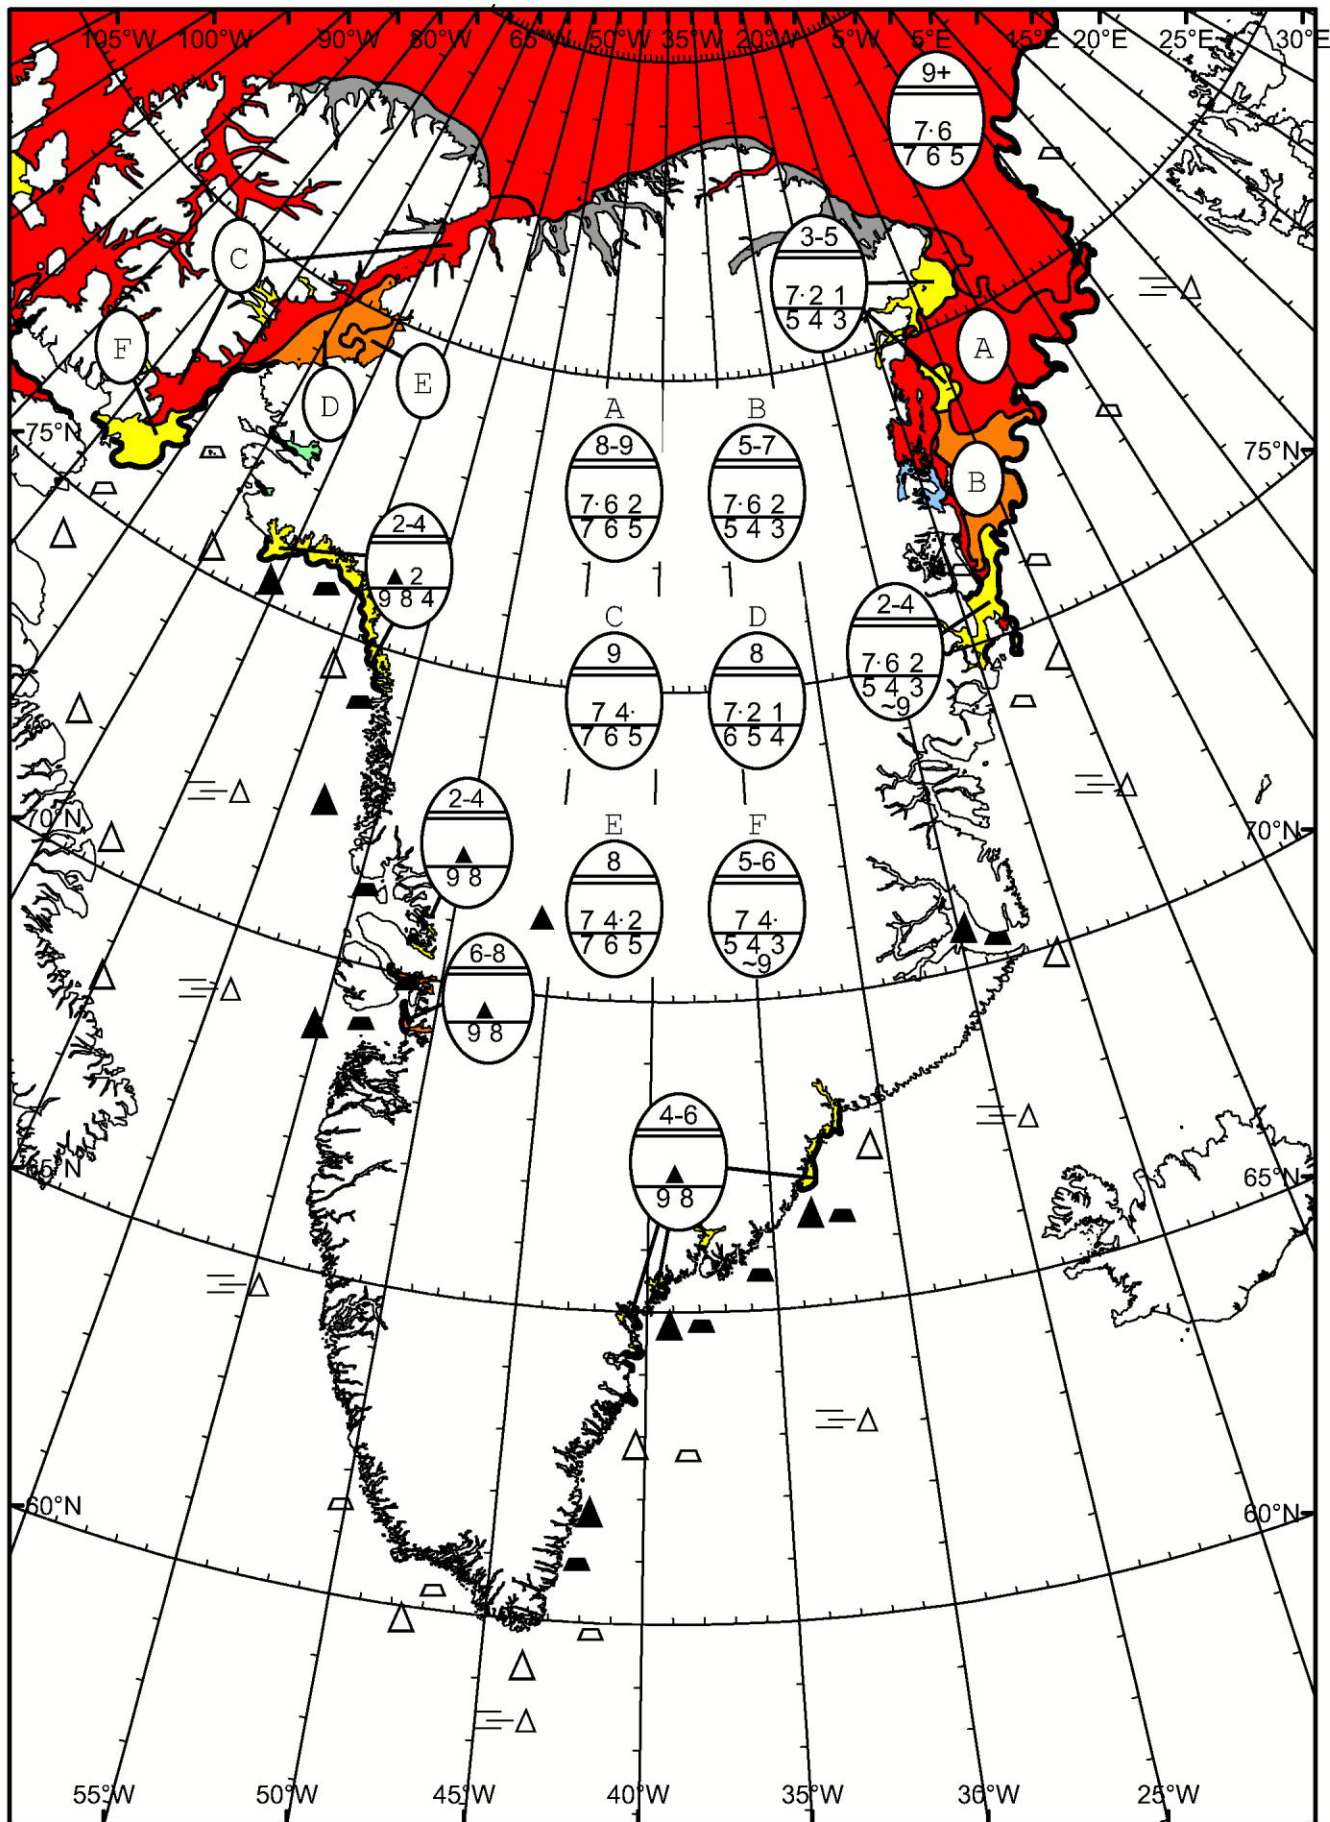 105°W 100°W 90°W 80°W 65°W 50°W 35°W 20°W 5°W 5°E 15°E 20°E 25°E 30°E
9+
7·6
7 6 5
3-5
7·2 1
5 4 3
C
F
A
E
D
75°N
75°N
B
A
8-9
7·6 2
7 6 5
B
5-7
7·6 2
5 4 3
2-4
▲ 2
9 8 4
2-4
7·6 2
5 4 3
~9
C
9
7 4·
7 6 5
D
8
7·2 1
6 5 4
2-4
▲
9 8
70°N
70°N
E
8
7 4·2
7 6 5
F
5-6
7 4·
5 4 3
~9
6-8
▲
9 8
4-6
▲
9 8
65°N
65°N
60°N
60°N
55°W 50°W 45°W 40°W 35°W 30°W 25°W